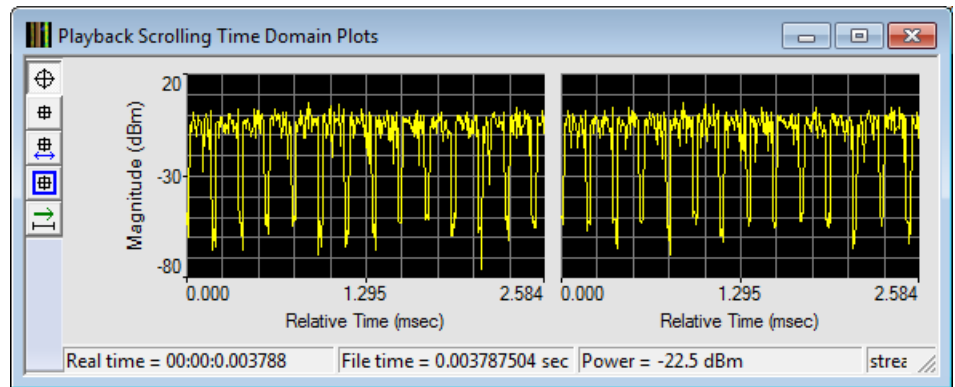 Playback Scrolling Time Domain Plots
Magnitude (dBm)
20
-30
-80
0.000 1.295 2.584
Relative Time (msec)
0.000 1.295 2.584
Relative Time (msec)
Real time = 00:00:0.003788 File time = 0.003787504 sec Power = -22.5 dBm strea